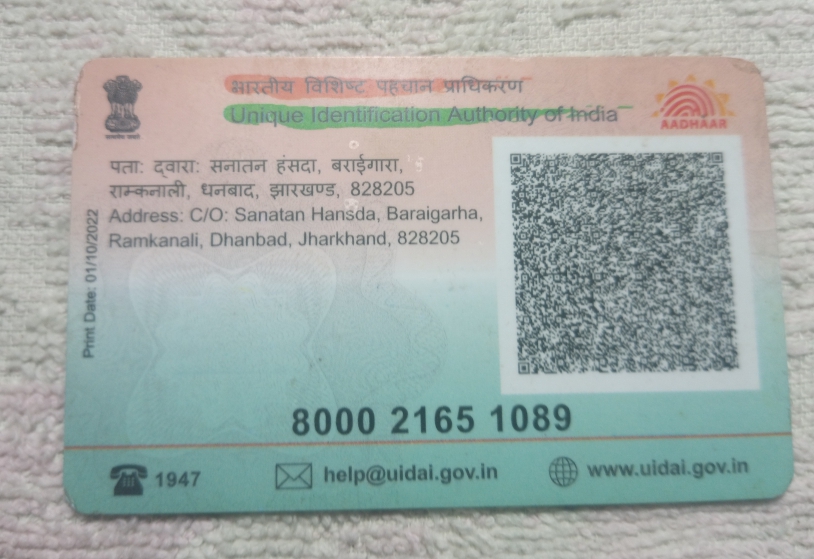 भारतीय विशिष्ट पहचान प्राधिकरण
Unique Identification Authority of India
AADHAAR
पता: द्वारा: सनातन हंसदा, बराईगारा,
राम्कनाली, धनबाद, झारखण्ड, 828205
Address: C/O: Sanatan Hansda, Baraigarha,
Ramkanali, Dhanbad, Jharkhand, 828205
Print Date: 01/10/2022
8000 2165 1089
1947
help@uidai.gov.in
www.uidai.gov.in